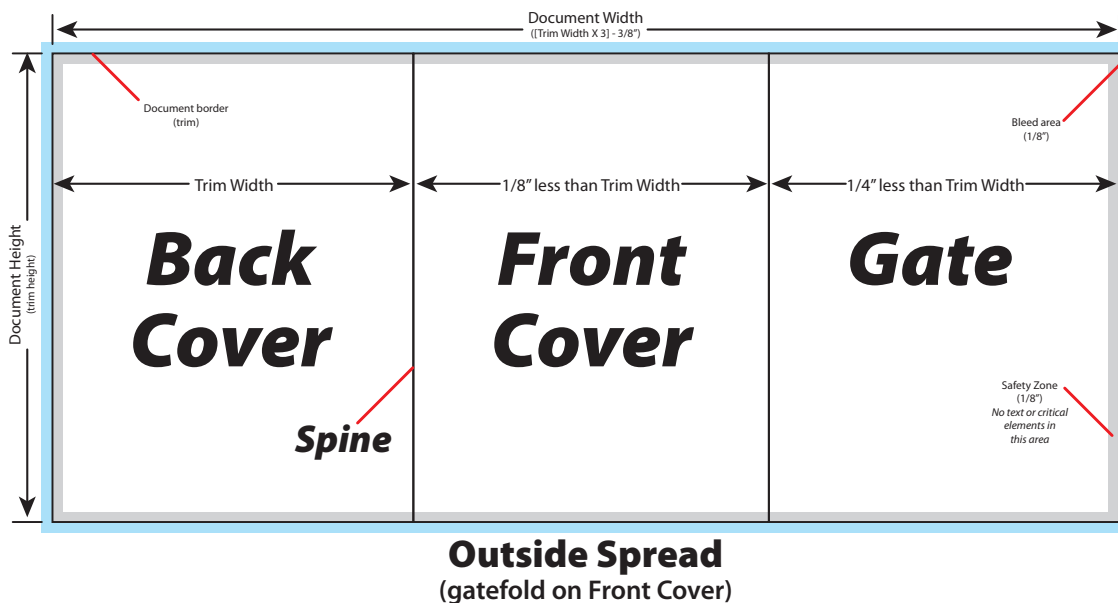 Document Width
([Trim Width X 3] - 3/8”)
Document border
(trim)
Bleed area
(1/8”)
Trim Width
1/8” less than Trim Width
1/4” less than Trim Width
Document Height
(trim height)
Back
Cover
Front
Cover
Gate
Spine
Safety Zone
(1/8”)
No text or critical
elements in
this area
Outside Spread
(gatefold on Front Cover)